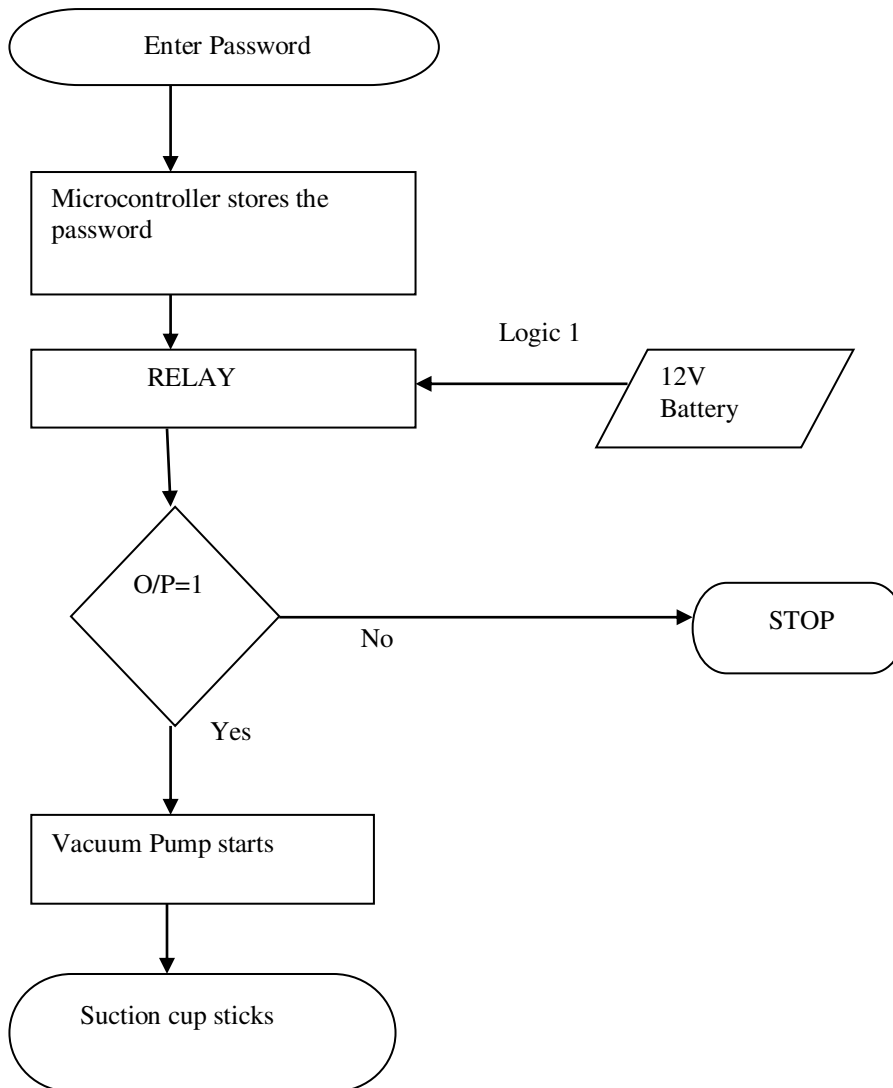 Enter Password
Microcontroller stores the
password
Logic 1
RELAY
12V
Battery
O/P=1
No
STOP
Yes
Vacuum Pump starts
Suction cup sticks